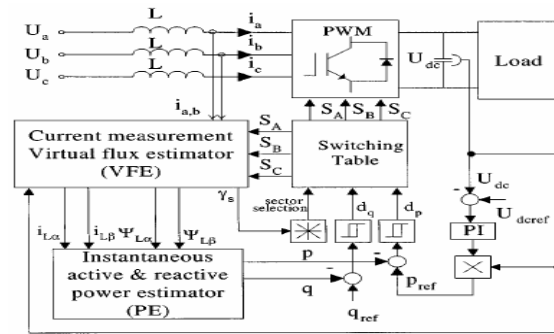 U_a L i_a PWM
U_b L i_b U_dc Load
U_c L i_c
i_a,b
S_A S_B S_C
Current measurement
Virtual flux estimator
(VFE)
S_A
S_B
S_C
Switching
Table
γ_s
sector
selection
d_q d_p
U_dc
- U_dcref
PI
i_Lα i_Lβ Ψ_Lα Ψ_Lβ
Instantaneous
active & reactive
power estimator
(PE)
p - -
q
q_ref
p_ref